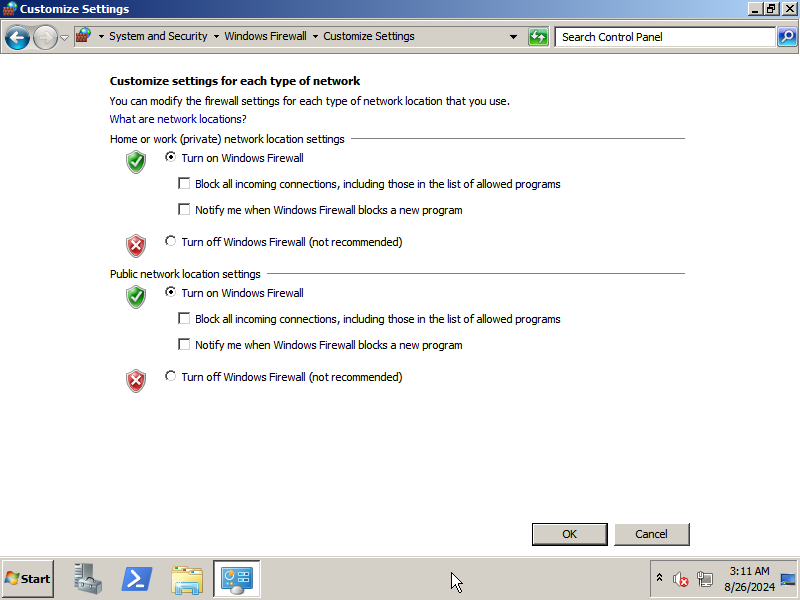 Customize Settings
System and Security
Windows Firewall
Customize Settings
Search Control Panel
Customize settings for each type of network
You can modify the firewall settings for each type of network location that you use.
What are network locations?
Home or work (private) network location settings
Turn on Windows Firewall
Block all incoming connections, including those in the list of allowed programs
Notify me when Windows Firewall blocks a new program
Turn off Windows Firewall (not recommended)
Public network location settings
Turn on Windows Firewall
Block all incoming connections, including those in the list of allowed programs
Notify me when Windows Firewall blocks a new program
Turn off Windows Firewall (not recommended)
OK
Cancel
Start
3:11 AM
8/26/2024